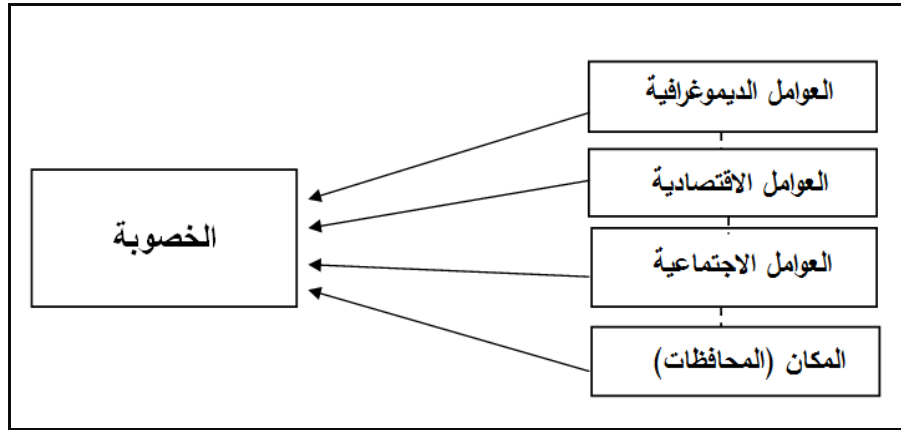 العوامل الديموغرافية
العوامل الاقتصادية
العوامل الاجتماعية
المكان (المحافظات)
الخصوبة